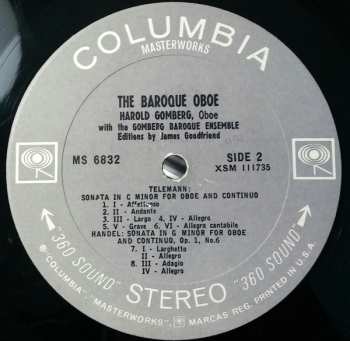 COLUMBIA
MASTERWORKS
THE BAROQUE OBOE
HAROLD GOMBERG, Oboe
with the GOMBERG BAROQUE ENSEMBLE
Editions by James Goodfriend
MS 6832
SIDE 2
XSM 111735
TELEMANN:
SONATA IN C MINOR FOR OBOE AND CONTINUO
1. I - Affettuoso
2. II - Andante
3. III - Largo  4. IV - Allegro
5. V - Grave  6. VI - Allegro cantabile
HANDEL: SONATA IN G MINOR FOR OBOE
AND CONTINUO, Op. 1, No.6
7. I - Larghetto
II - Allegro
8. III - Adagio
IV - Allegro
"360 SOUND" STEREO "360 SOUND"
® "COLUMBIA" "MASTERWORKS", MARCAS REG. PRINTED IN U.S.A.